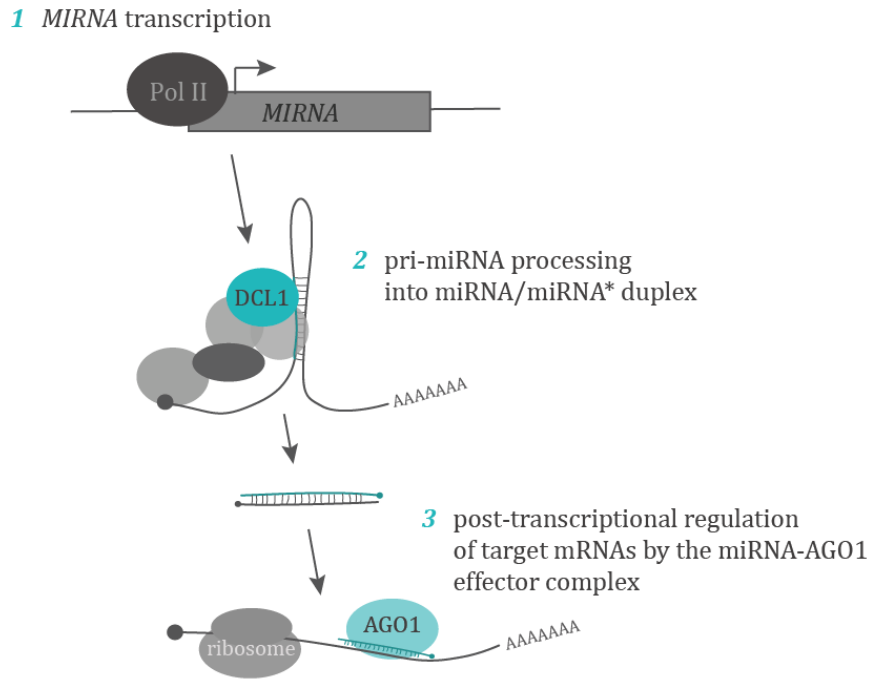 1 MIRNA transcription
Pol II
MIRNA
2 pri-miRNA processing
into miRNA/miRNA* duplex
DCL1
AAAAAAA
3 post-transcriptional regulation
of target mRNAs by the miRNA-AGO1
effector complex
AGO1
ribosome
AAAAAAA